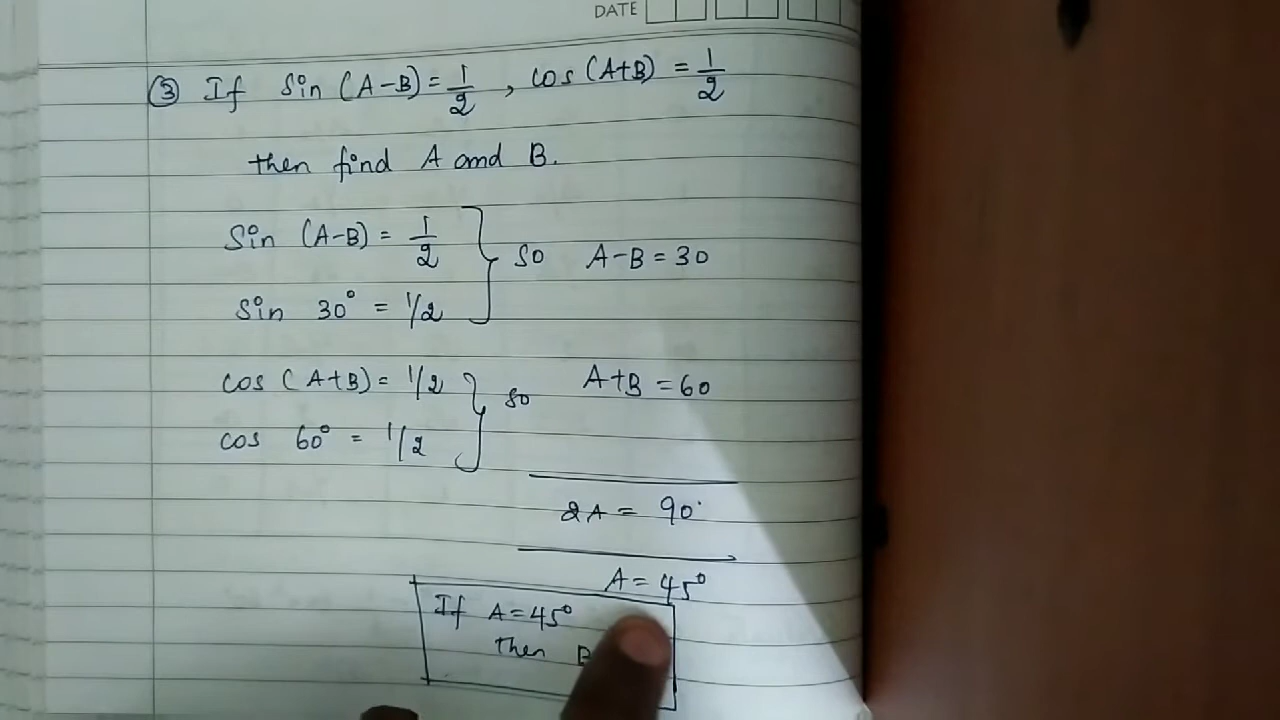 DATE
③ If Sin (A-B) = 1/2 , cos (A+B) = 1/2
then find A and B.
Sin (A-B) = 1/2
so A-B = 30
Sin 30° = 1/2
cos (A+B) = 1/2
so A+B = 60
cos 60° = 1/2
2A = 90°
A = 45°
If A = 45°
then B